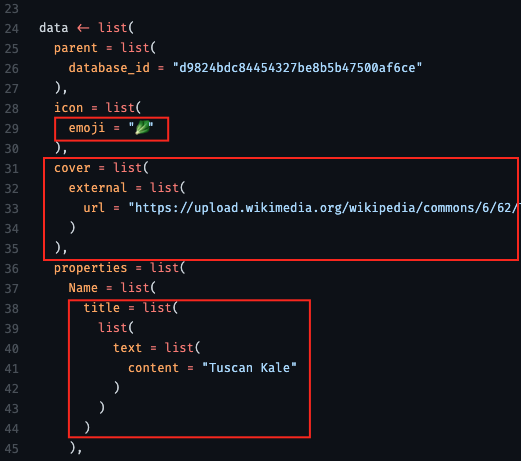 23
24 data <- list(
25   parent = list(
26     database_id = "d9824bdc84454327be8b5b47500af6ce"
27   ),
28   icon = list(
29     emoji = "🥬"
30   ),
31   cover = list(
32     external = list(
33       url = "https://upload.wikimedia.org/wikipedia/commons/6/62/
34     )
35   ),
36   properties = list(
37     Name = list(
38       title = list(
39         list(
40           text = list(
41             content = "Tuscan Kale"
42           )
43         )
44       )
45     ),